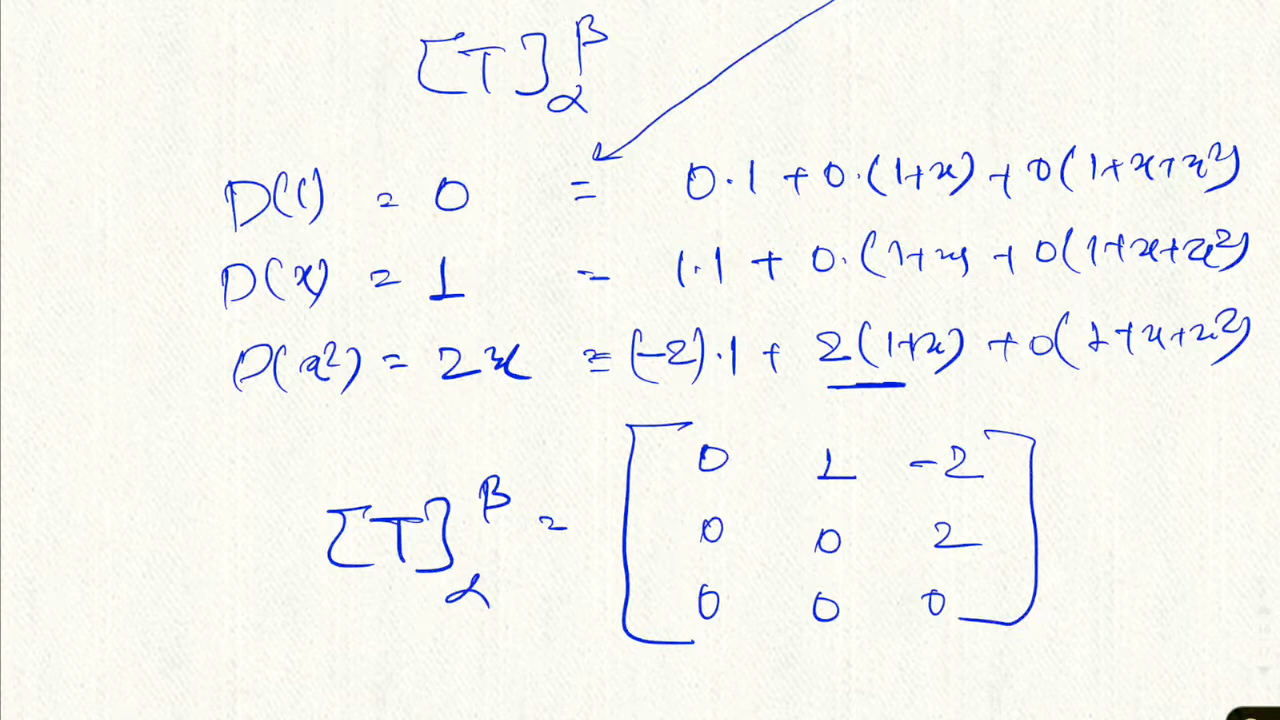 [T]_α^β
D(1) = 0 = 0·1 + 0·(1+x) + 0(1+x+x²)
D(x) = 1 = 1·1 + 0·(1+x) + 0(1+x+x²)
D(x²) = 2x = (-2)·1 + 2(1+x) + 0(1+x+x²)
0 1 -2
[T]_α^β = 0 0 2
0 0 0